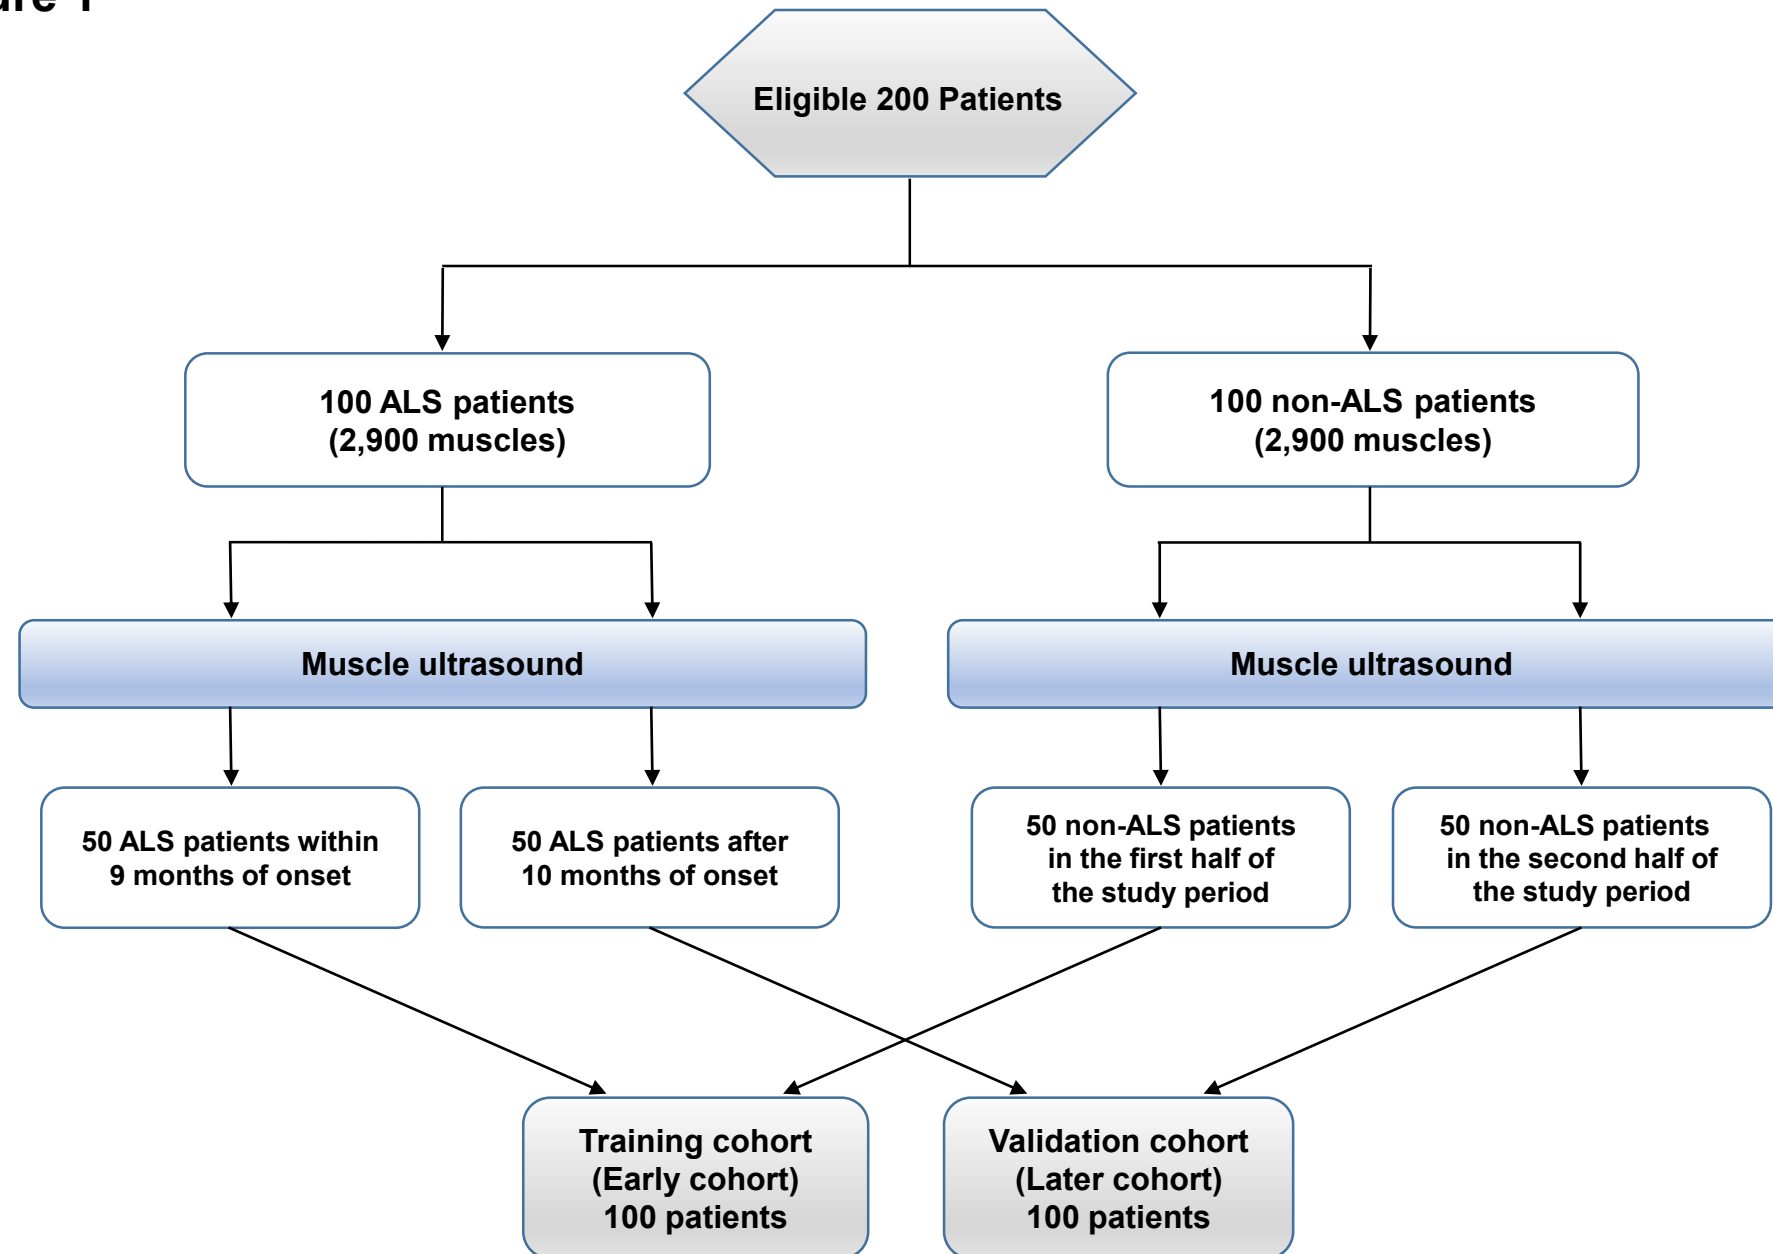 ure 1
Eligible 200 Patients
100 ALS patients
(2,900 muscles)
100 non-ALS patients
(2,900 muscles)
Muscle ultrasound
Muscle ultrasound
50 ALS patients within
9 months of onset
50 ALS patients after
10 months of onset
50 non-ALS patients
in the first half of
the study period
50 non-ALS patients
in the second half of
the study period
Training cohort
(Early cohort)
100 patients
Validation cohort
(Later cohort)
100 patients